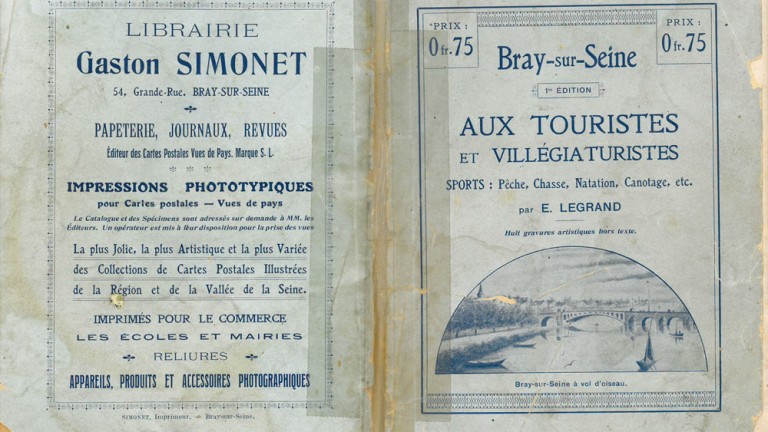 LIBRAIRIE
Gaston SIMONET
54, Grande-Rue. BRAY-SUR-SEINE
PAPETERIE, JOURNAUX, REVUES
Éditeur des Cartes Postales Vues de Pays. Marque S. L.
IMPRESSIONS PHOTOTYPIQUES
pour Cartes postales — Vues de pays
Le Catalogue et des Spécimens sont adressés sur demande à MM. les
Éditeurs. Un opérateur est mis à leur disposition pour la prise des vues
La plus Jolie, la plus Artistique et la plus Variée
des Collections de Cartes Postales Illustrées
de la Région et de la Vallée de la Seine.
IMPRIMÉS POUR LE COMMERCE
LES ÉCOLES ET MAIRIES
RELIURES
APPAREILS, PRODUITS ET ACCESSOIRES PHOTOGRAPHIQUES
SIMONET, Imprimeur. — Bray-sur-Seine.
PRIX :
0 fr. 75
PRIX :
0 fr. 75
Bray-sur-Seine
1re ÉDITION
AUX TOURISTES
ET VILLÉGIATURISTES
SPORTS : Pêche, Chasse, Natation, Canotage, etc.
par E. LEGRAND
Huit gravures artistiques hors texte.
Bray-sur-Seine à vol d'oiseau.